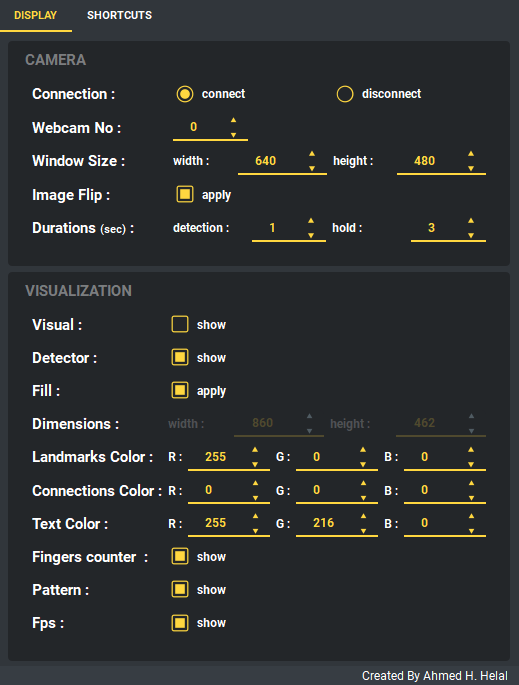 DISPLAY SHORTCUTS
CAMERA
Connection : connect disconnect
Webcam No : 0
Window Size : width : 640 height : 480
Image Flip : apply
Durations (sec) : detection : 1 hold : 3
VISUALIZATION
Visual : show
Detector : show
Fill : apply
Dimensions : width : 860 height : 462
Landmarks Color : R : 255 G : 0 B : 0
Connections Color : R : 0 G : 0 B : 0
Text Color : R : 255 G : 216 B : 0
Fingers counter : show
Pattern : show
Fps : show
Created By Ahmed H. Helal